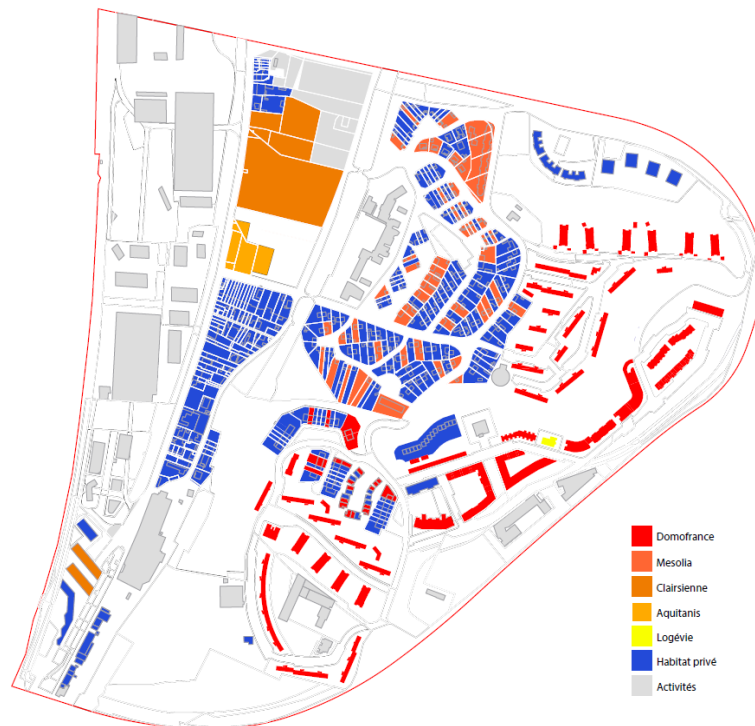 Domofrance
Mesolia
Clairsienne
Aquitanis
Logévie
Habitat privé
Activités